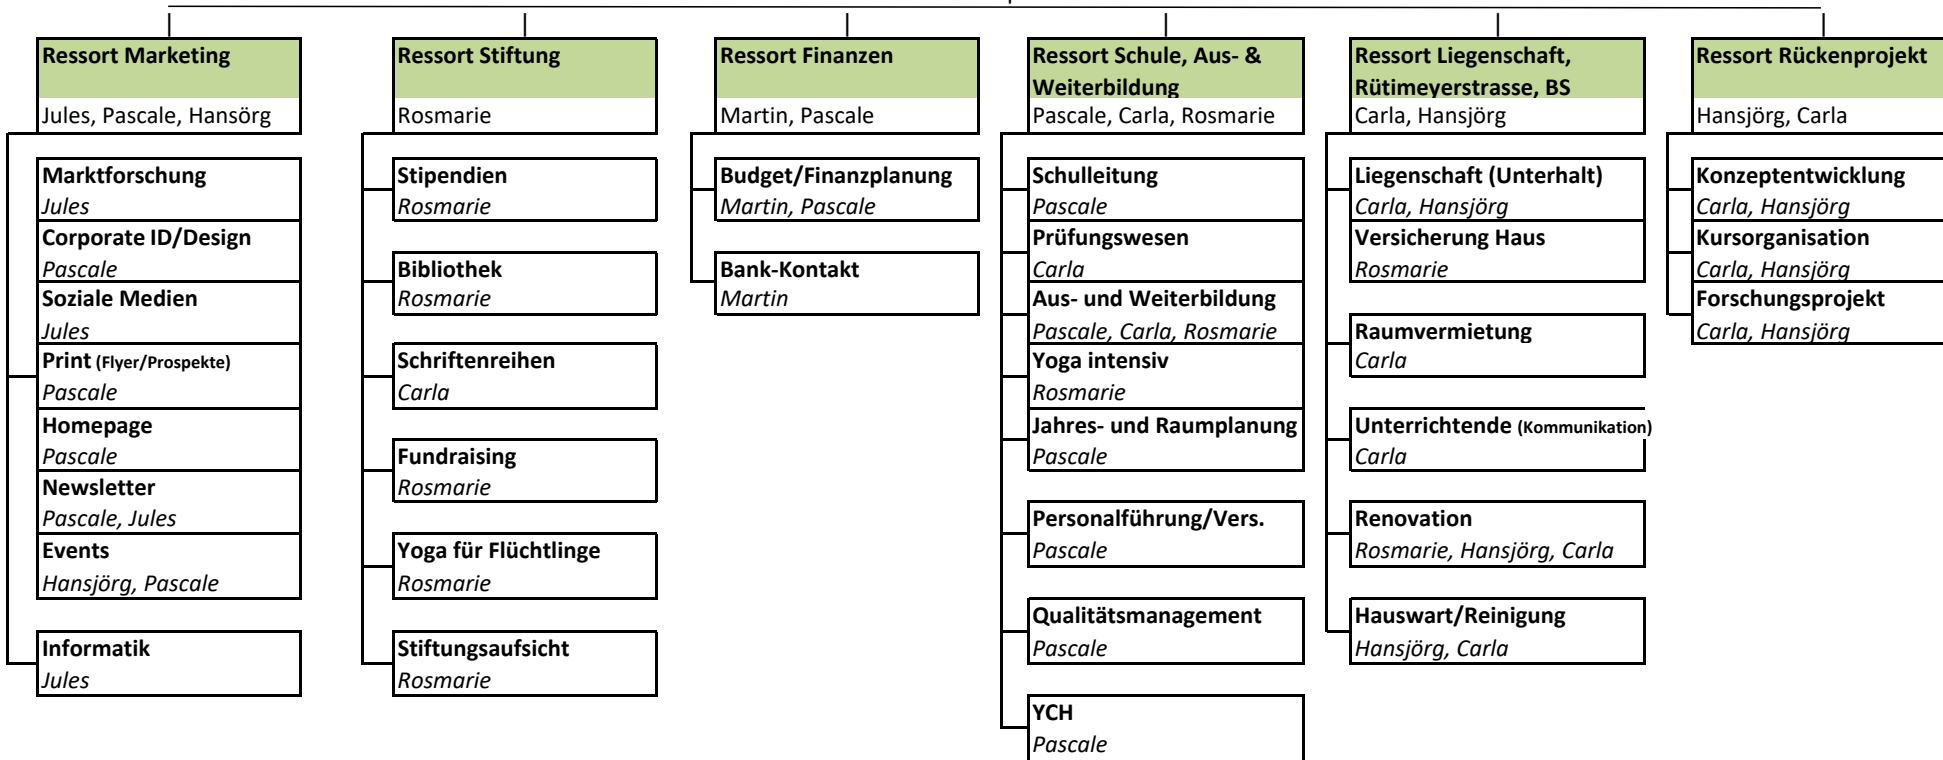 Ressort Marketing
Jules, Pascale, Hansörg
Marktforschung
Jules
Corporate ID/Design
Pascale
Soziale Medien
Jules
Print (Flyer/Prospekte)
Pascale
Homepage
Pascale
Newsletter
Pascale, Jules
Events
Hansjörg, Pascale
Informatik
Jules
Ressort Stiftung
Rosmarie
Stipendien
Rosmarie
Bibliothek
Rosmarie
Schriftenreihen
Carla
Fundraising
Rosmarie
Yoga für Flüchtlinge
Rosmarie
Stiftungsaufsicht
Rosmarie
Ressort Finanzen
Martin, Pascale
Budget/Finanzplanung
Martin, Pascale
Bank-Kontakt
Martin
Ressort Schule, Aus- &
Weiterbildung
Pascale, Carla, Rosmarie
Schulleitung
Pascale
Prüfungswesen
Carla
Aus- und Weiterbildung
Pascale, Carla, Rosmarie
Yoga intensiv
Rosmarie
Jahres- und Raumplanung
Pascale
Personalführung/Vers.
Pascale
Qualitätsmanagement
Pascale
YCH
Pascale
Ressort Liegenschaft,
Rütimeyerstrasse, BS
Carla, Hansjörg
Liegenschaft (Unterhalt)
Carla, Hansjörg
Versicherung Haus
Rosmarie
Raumvermietung
Carla
Unterrichtende (Kommunikation)
Carla
Renovation
Rosmarie, Hansjörg, Carla
Hauswart/Reinigung
Hansjörg, Carla
Ressort Rückenprojekt
Hansjörg, Carla
Konzeptentwicklung
Carla, Hansjörg
Kursorganisation
Carla, Hansjörg
Forschungsprojekt
Carla, Hansjörg